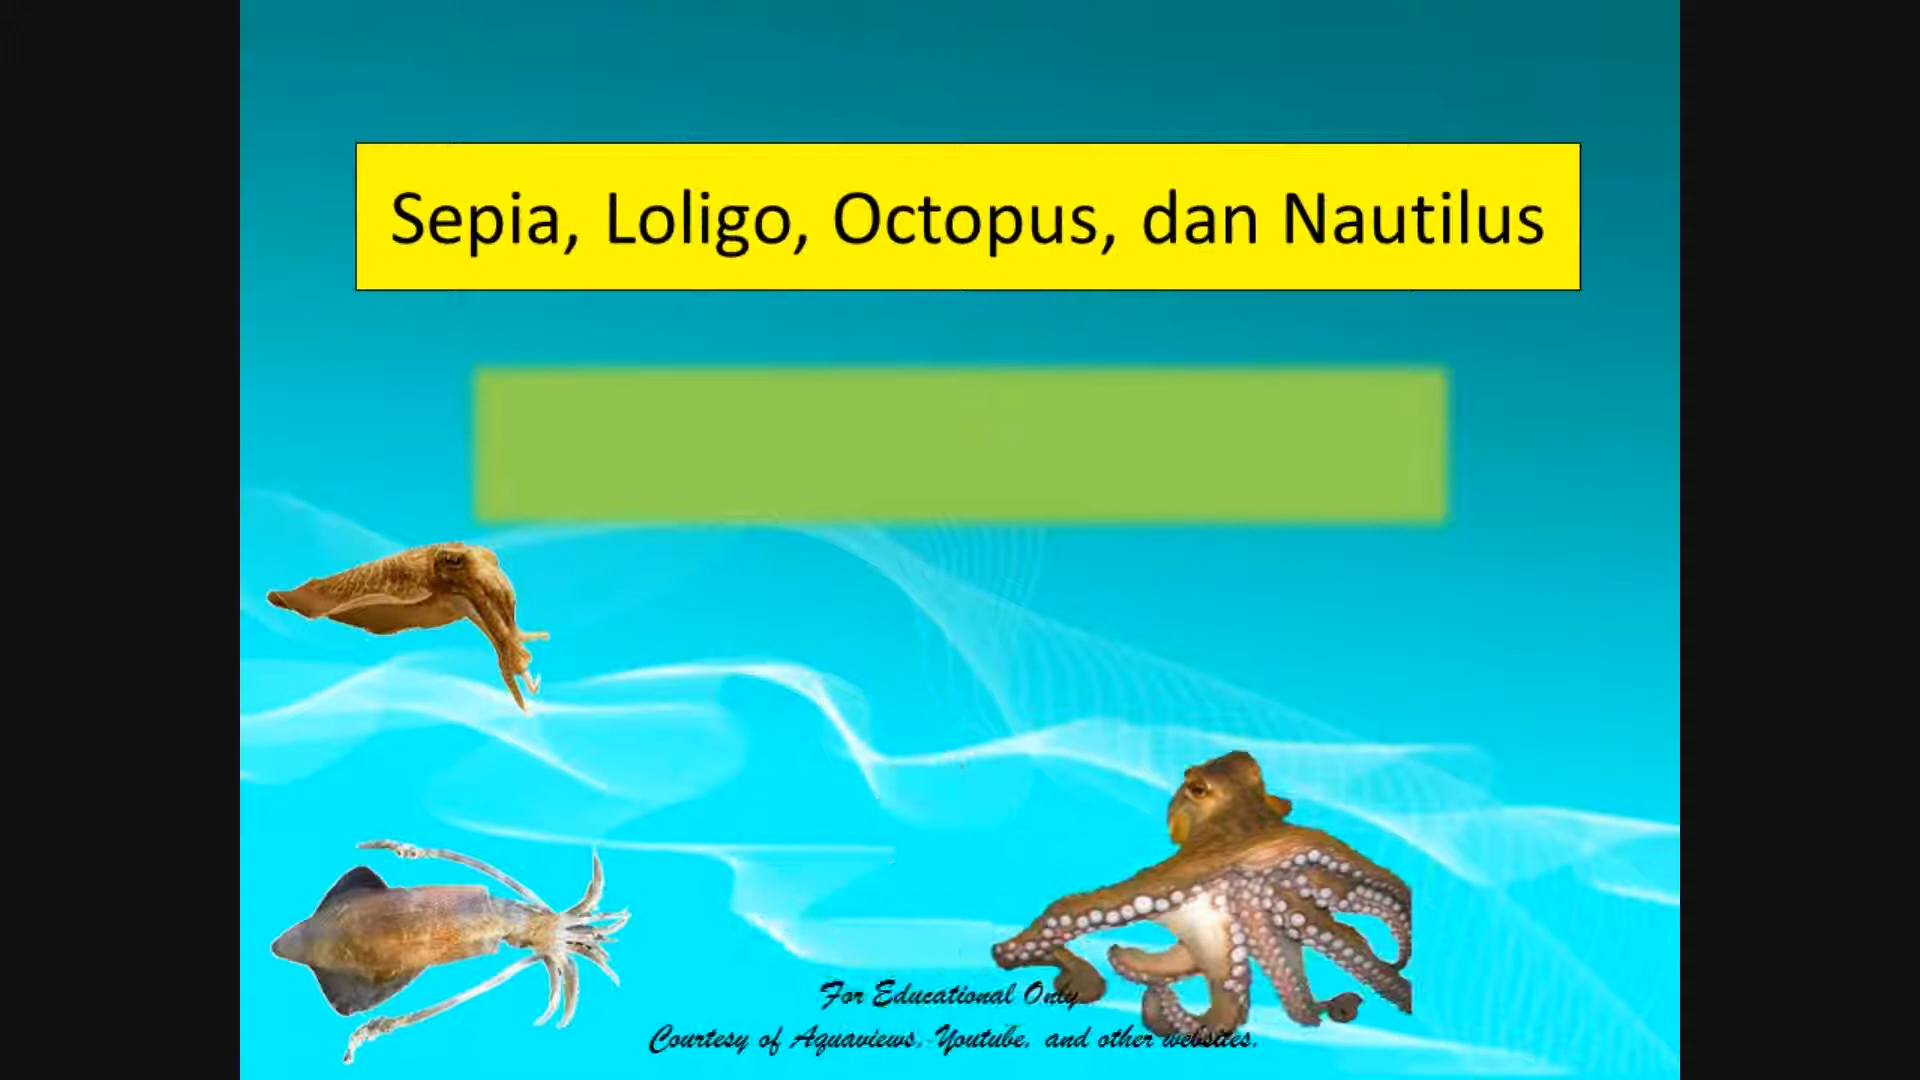 Sepia, Loligo, Octopus, dan Nautilus
For Educational Only
Courtesy of Aquaviews, Youtube, and other websites.